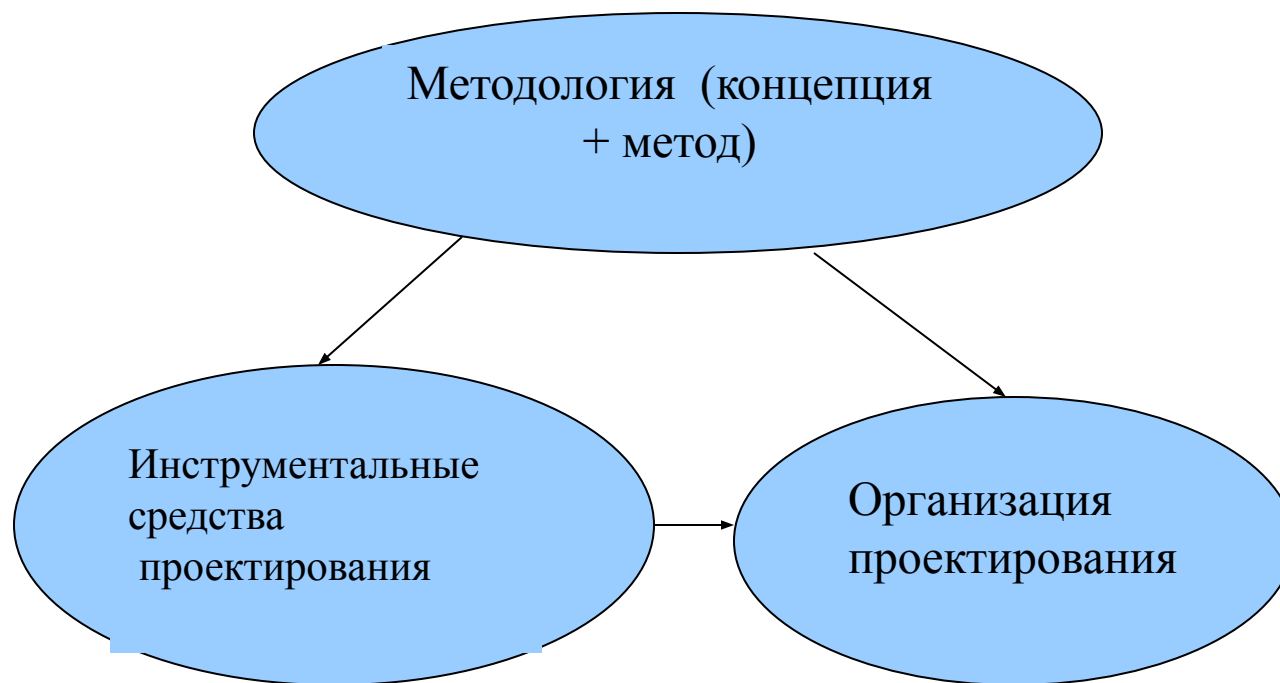 Методология (концепция
+ метод)
Инструментальные
средства
проектирования
Организация
проектирования